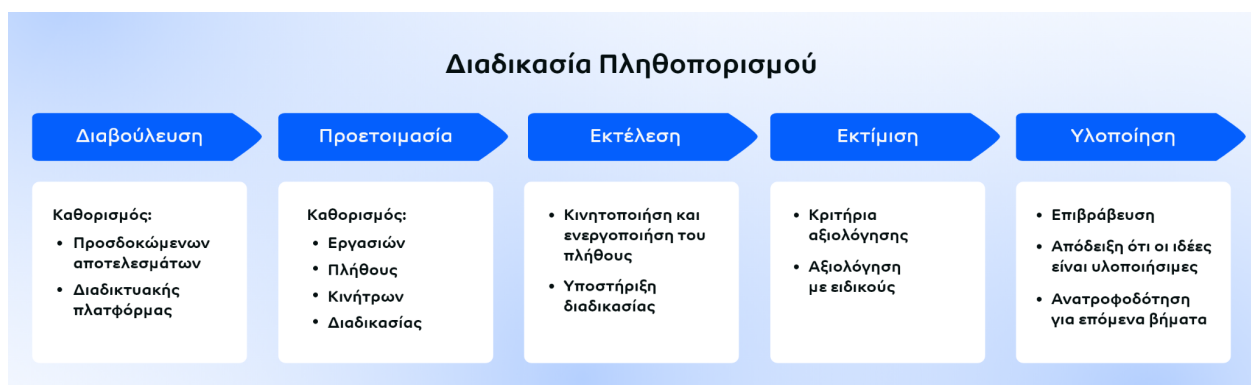 Διαδικασία Πληθοπορισμού
Διαβούλευση
Προετοιμασία
Εκτέλεση
Εκτίμιση
Υλοποίηση
Καθορισμός:
• Προσδοκώμενων
αποτελεσμάτων
• Διαδικτυακής
πλατφόρμας
Καθορισμός:
• Εργασιών
• Πλήθους
• Κινήτρων
• Διαδικασίας
• Κινητοποιήση και
ενεργοποιήση του
πλήθους
• Υποστήριξη
διαδικασίας
• Κριτήρια
αξιολόγησης
• Αξιολόγηση
με ειδικούς
• Επιβράβευση
• Απόδειξη ότι οι ιδέες
είναι υλοποιήσιμες
• Ανατροφοδότηση
για επόμενα βήματα